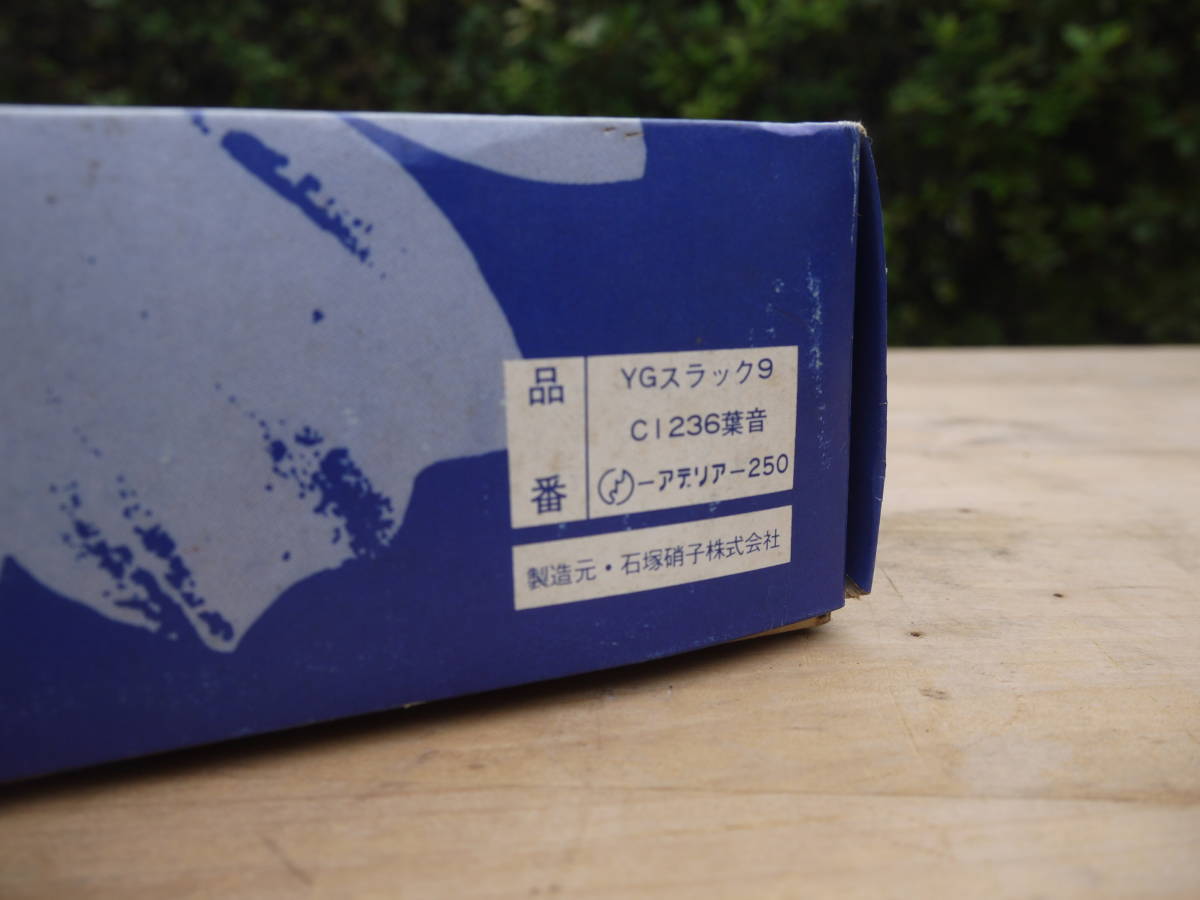 品番
YGスラック9
C1236葉音
ーアデリアー250
製造元・石塚硝子株式会社